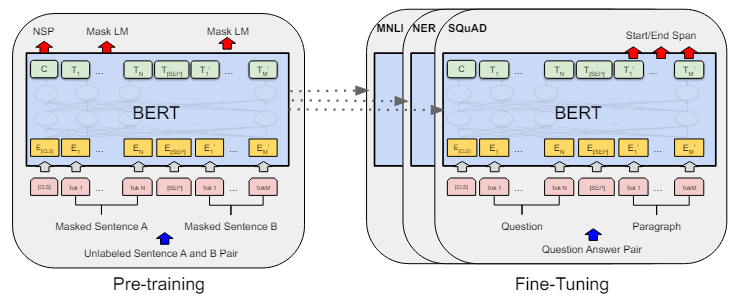 NSP Mask LM Mask LM
C T1 ... TN T[SEP] T1' ... TM'
BERT
E[CLS] E1 ... EN E[SEP] E1' ... EM'
[CLS] Tok 1 ... Tok N [SEP] Tok 1 ... TokM
Masked Sentence A Masked Sentence B
Unlabeled Sentence A and B Pair
Pre-training
MNLI NER SQuAD
Start/End Span
C T1 ... TN T[SEP] T1' ... TM'
BERT
E[CLS] E1 ... EN E[SEP] E1' ... EM'
[CLS] Tok 1 ... Tok N [SEP] Tok 1 ... TokM
Question Paragraph
Question Answer Pair
Fine-Tuning